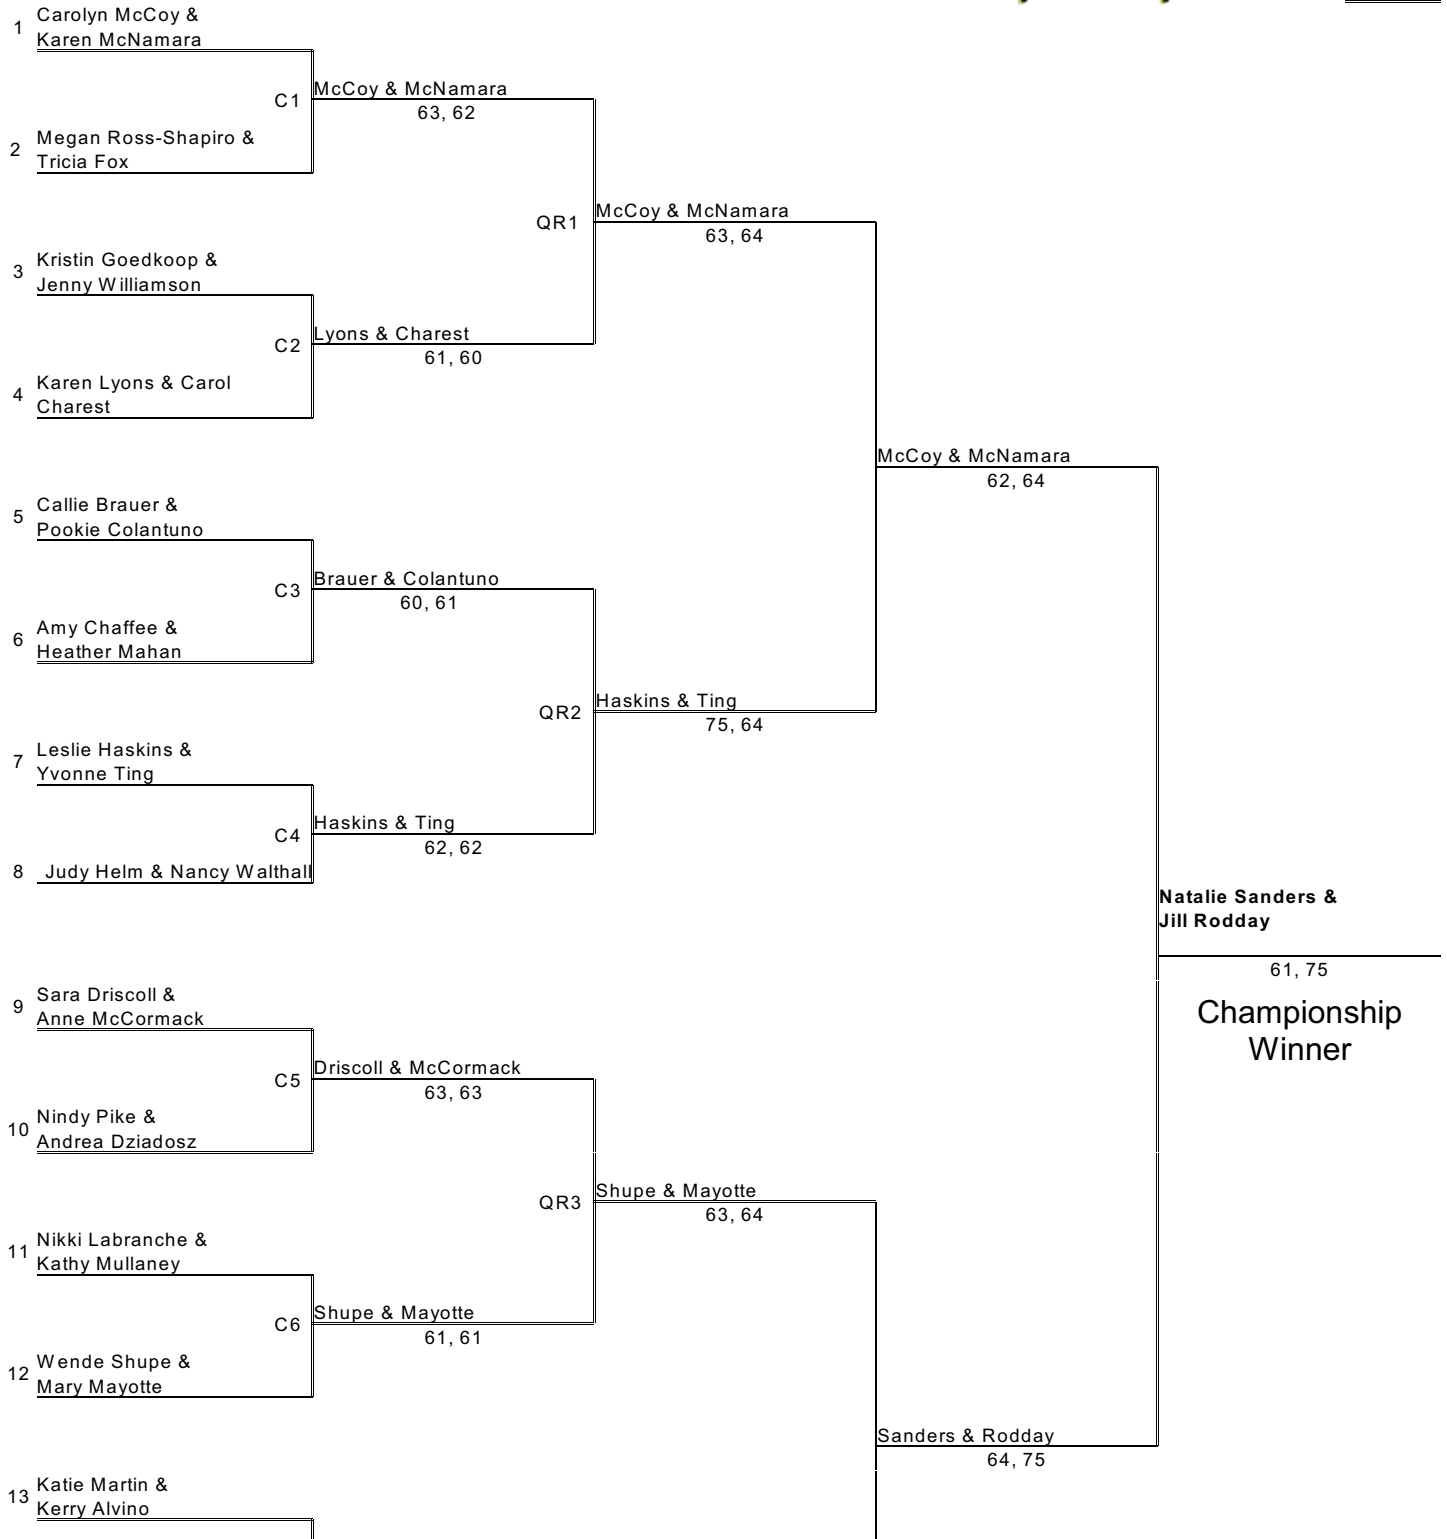 1
Carolyn McCoy &
Karen McNamara
McCoy & McNamara
C1
63, 62
2
Megan Ross-Shapiro &
Tricia Fox
McCoy & McNamara
QR1
63, 64
3
Kristin Goedkoop &
Jenny Williamson
Lyons & Charest
C2
61, 60
4
Karen Lyons & Carol
Charest
McCoy & McNamara
62, 64
5
Callie Brauer &
Pookie Colantuno
Brauer & Colantuno
C3
60, 61
6
Amy Chaffee &
Heather Mahan
Haskins & Ting
QR2
75, 64
7
Leslie Haskins &
Yvonne Ting
Haskins & Ting
C4
62, 62
8
Judy Helm & Nancy Walthall
Natalie Sanders &
Jill Rodday
61, 75
Championship
Winner
9
Sara Driscoll &
Anne McCormack
Driscoll & McCormack
C5
63, 63
10
Nindy Pike &
Andrea Dziadosz
Shupe & Mayotte
QR3
63, 64
11
Nikki Labranche &
Kathy Mullaney
Shupe & Mayotte
C6
61, 61
12
Wende Shupe &
Mary Mayotte
Sanders & Rodday
64, 75
13
Katie Martin &
Kerry Alvino